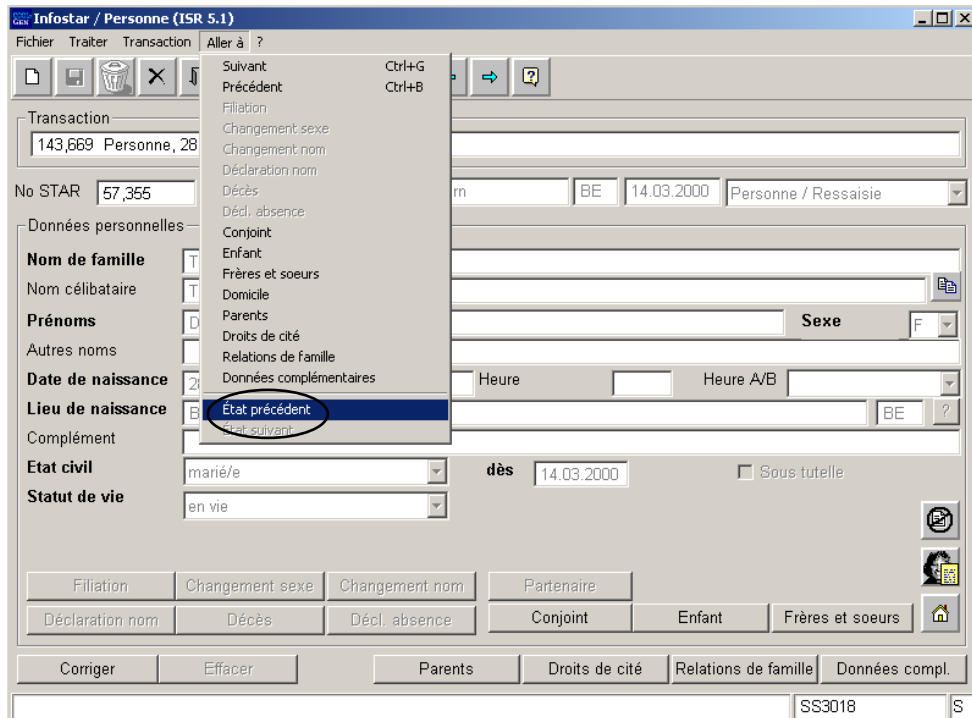 Infostar / Personne (ISR 5.1)
Fichier Traiter Transaction Aller à ?
Suivant Ctrl+G
Précédent Ctrl+B
Filiation
Changement sexe
Changement nom
Déclaration nom
Décès
Décl. absence
Conjoint
Enfant
Frères et soeurs
Domicile
Parents
Droits de cité
Relations de famille
Données complémentaires
État précédent
État suivant
Transaction
143,669 Personne, 28
No STAR 57,355 rn BE 14.03.2000 Personne / Ressaisie
Données personnelles
Nom de famille T
Nom célibataire T
Prénoms D Sexe F
Autres noms
Date de naissance 28 Heure Heure A/B
Lieu de naissance B BE ?
Complément
Etat civil marié/e dès 14.03.2000 Sous tutelle
Statut de vie en vie
Filiation Changement sexe Changement nom Partenaire
Déclaration nom Décès Décl. absence Conjoint Enfant Frères et soeurs
Corriger Effacer Parents Droits de cité Relations de famille Données compl.
SS3018 S